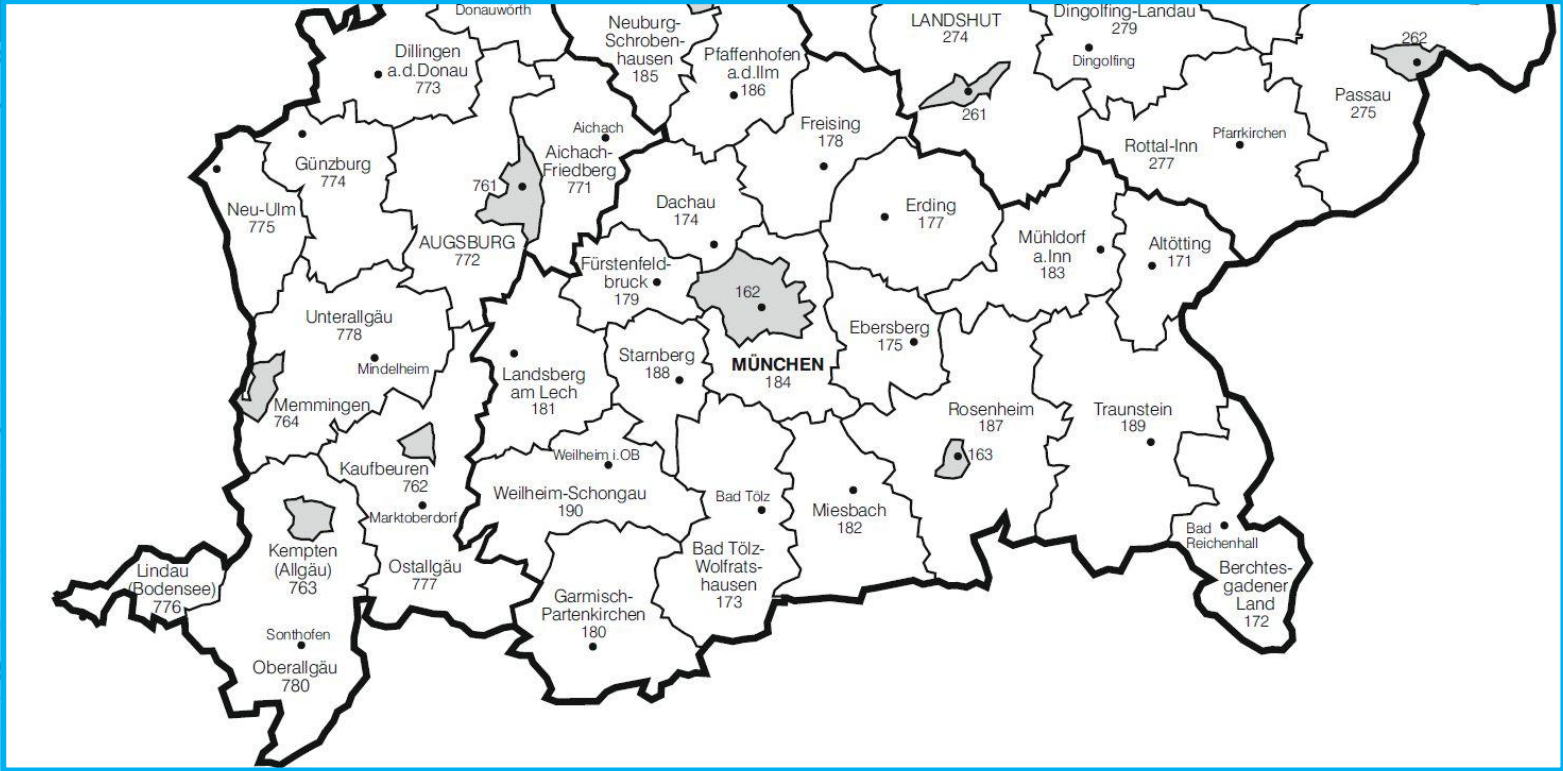 Donauwörth
Neuburg-
Schroben-
hausen
185
LANDSHUT
274
Dingolfing-Landau
279
Dingolfing
262
Dillingen
a.d.Donau
773
Pfaffenhofen
a.d.Ilm
186
Passau
275
261
Aichach
Aichach-
Friedberg
771
Freising
178
Rottal-Inn
277
Pfarrkirchen
Günzburg
774
761
Neu-Ulm
775
Dachau
174
Erding
177
AUGSBURG
772
Mühldorf
a.Inn
183
Altötting
171
Fürstenfeld-
bruck
179
162
Unterallgäu
778
Mindelheim
Ebersberg
175
Starnberg
188
MÜNCHEN
184
Landsberg
am Lech
181
Memmingen
764
Rosenheim
187
Traunstein
189
163
Kaufbeuren
762
Marktoberdorf
Weilheim i.OB
Weilheim-Schongau
190
Bad Tölz
Miesbach
182
Bad
Reichenhall
Kempten
(Allgäu)
763
Lindau
(Bodensee)
776
Ostallgäu
777
Bad Tölz-
Wolfrats-
hausen
173
Berchtes-
gadener
Land
172
Garmisch-
Partenkirchen
180
Sonthofen
Oberallgäu
780